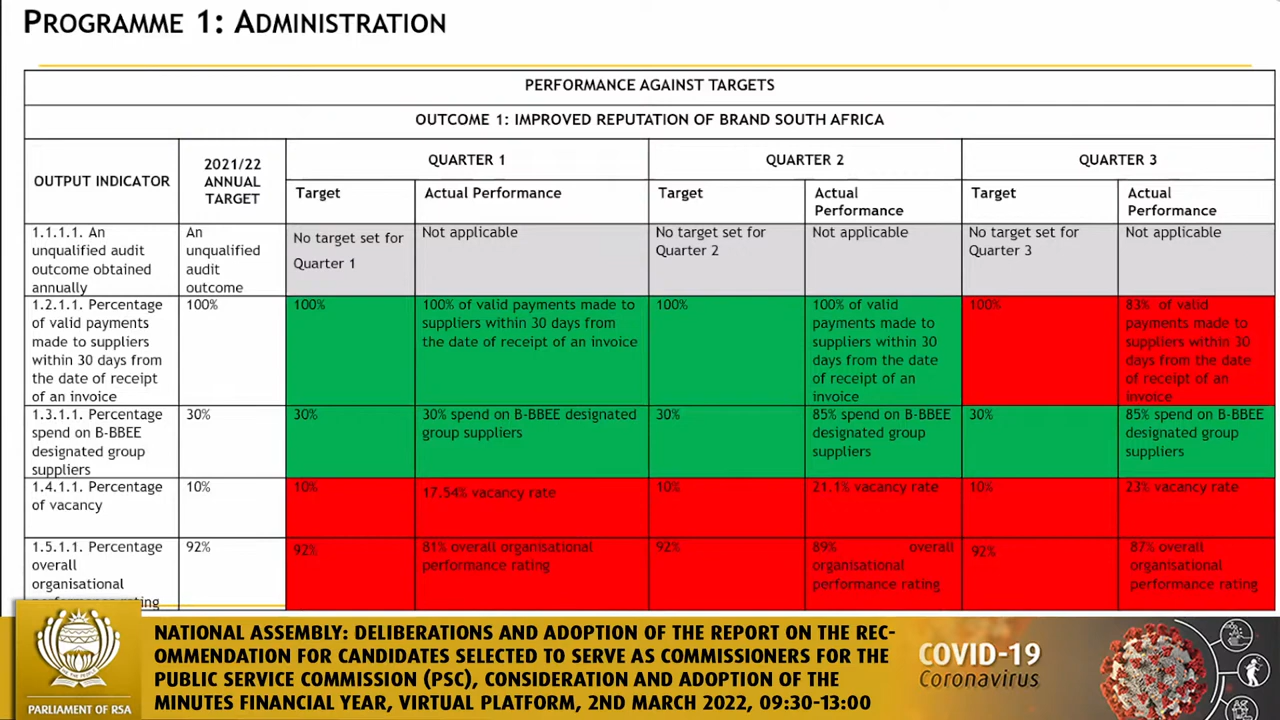 PROGRAMME 1: ADMINISTRATION
PERFORMANCE AGAINST TARGETS
OUTCOME 1: IMPROVED REPUTATION OF BRAND SOUTH AFRICA
OUTPUT INDICATOR
2021/22
ANNUAL
TARGET
QUARTER 1
QUARTER 2
QUARTER 3
Target
Actual Performance
Target
Actual
Performance
Target
Actual
Performance
1.1.1.1. An
unqualified audit
outcome obtained
annually
An
unqualified
audit
outcome
No target set for
Quarter 1
Not applicable
No target set for
Quarter 2
Not applicable
No target set for
Quarter 3
Not applicable
1.2.1.1. Percentage
of valid payments
made to suppliers
within 30 days from
the date of receipt
of an invoice
100%
100%
100% of valid payments made to
suppliers within 30 days from
the date of receipt of an invoice
100%
100% of valid
payments made to
suppliers within 30
days from the date
of receipt of an
invoice
100%
83% of valid
payments made to
suppliers within 30
days from the date
of receipt of an
invoice
1.3.1.1. Percentage
spend on B-BBEE
designated group
suppliers
30%
30%
30% spend on B-BBEE designated
group suppliers
30%
85% spend on B-BBEE
designated group
suppliers
30%
85% spend on B-BBEE
designated group
suppliers
1.4.1.1. Percentage
of vacancy
10%
10%
17.54% vacancy rate
10%
21.1% vacancy rate
10%
23% vacancy rate
1.5.1.1. Percentage
overall
organisational
performance rating
92%
92%
81% overall organisational
performance rating
92%
89% overall
organisational
performance rating
92%
87% overall
organisational
performance rating
PARLIAMENT OF RSA
NATIONAL ASSEMBLY: DELIBERATIONS AND ADOPTION OF THE REPORT ON THE REC-
OMMENDATION FOR CANDIDATES SELECTED TO SERVE AS COMMISSIONERS FOR THE
PUBLIC SERVICE COMMISSION (PSC), CONSIDERATION AND ADOPTION OF THE
MINUTES FINANCIAL YEAR, VIRTUAL PLATFORM, 2ND MARCH 2022, 09:30-13:00
COVID-19
Coronavirus